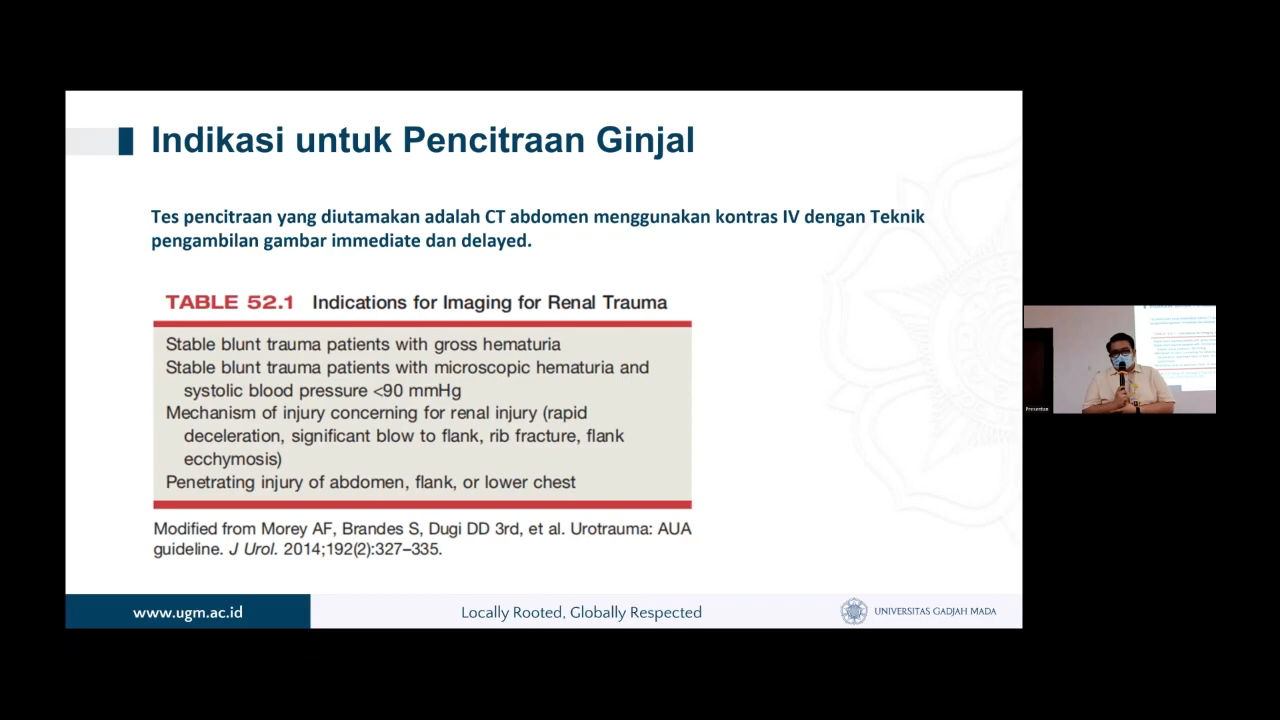 Indikasi untuk Pencitraan Ginjal
Tes pencitraan yang diutamakan adalah CT abdomen menggunakan kontras IV dengan Teknik
pengambilan gambar immediate dan delayed.
TABLE 52.1 Indications for Imaging for Renal Trauma
Stable blunt trauma patients with gross hematuria
Stable blunt trauma patients with microscopic hematuria and
systolic blood pressure <90 mmHg
Mechanism of injury concerning for renal injury (rapid
deceleration, significant blow to flank, rib fracture, flank
ecchymosis)
Penetrating injury of abdomen, flank, or lower chest
Modified from Morey AF, Brandes S, Dugi DD 3rd, et al. Urotrauma: AUA
guideline. J Urol. 2014;192(2):327–335.
www.ugm.ac.id
Locally Rooted, Globally Respected
UNIVERSITAS GADJAH MADA